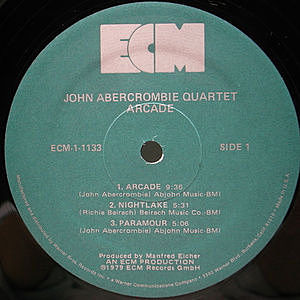 ECM
JOHN ABERCROMBIE QUARTET
ARCADE
ECM-1-1133
SIDE 1
1. ARCADE 9:36
(John Abercrombie) Abjohn Music-BMI
2. NIGHTLAKE 5:31
(Richie Beirach) Beirach Music Co.-BMI
3. PARAMOUR 5:06
(John Abercrombie) Abjohn Music-BMI
Produced by Manfred Eicher
AN ECM PRODUCTION
©1979 ECM Records GmbH